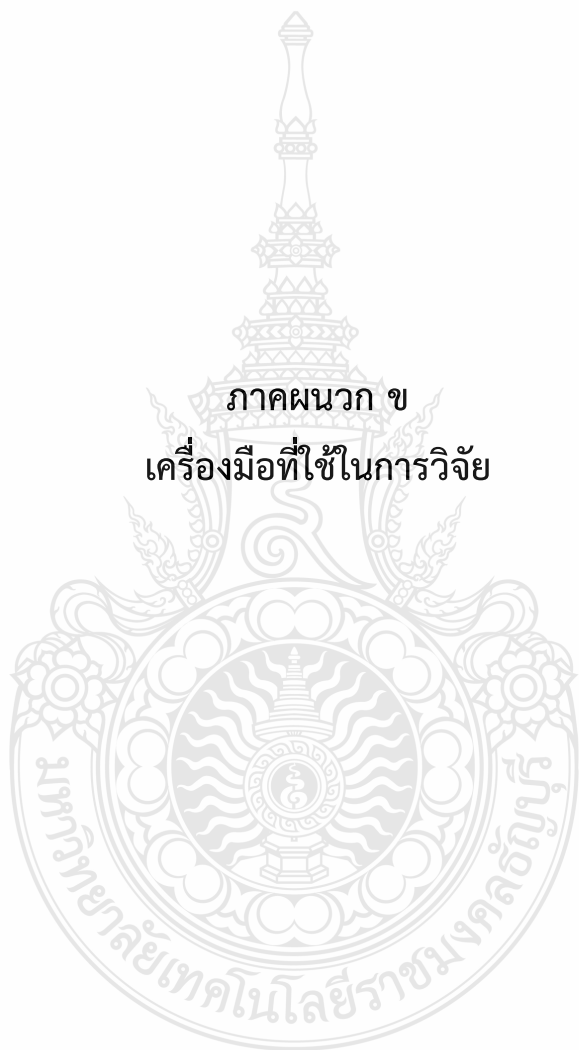 ภาคผนวก ข
เครื่องมือที่ใช้ในการวิจัย
มหาวิทยาลัยเทคโนโลยีราชมงคลธัญบุรี